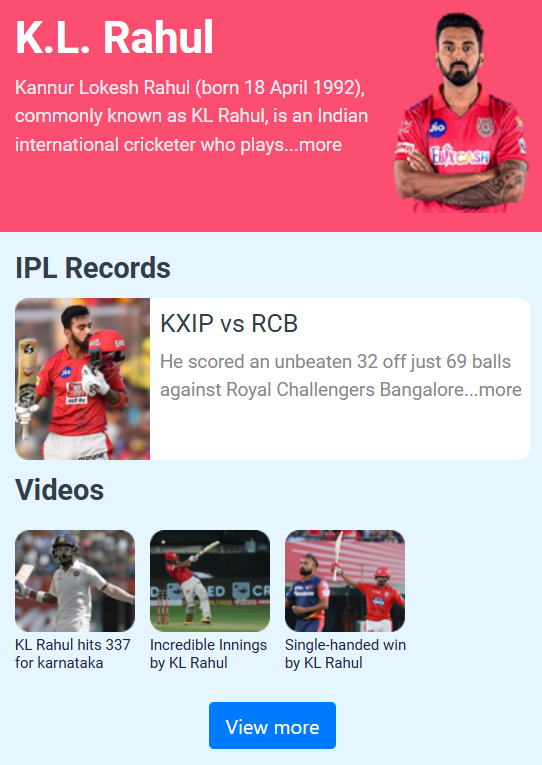 K.L. Rahul
Kannur Lokesh Rahul (born 18 April 1992),
commonly known as KL Rahul, is an Indian
international cricketer who plays...more
Jio
EbixCash
IPL Records
KXIP vs RCB
He scored an unbeaten 32 off just 69 balls
against Royal Challengers Bangalore...more
Videos
KL Rahul hits 337
for karnataka
Incredible Innings
by KL Rahul
Single-handed win
by KL Rahul
View more